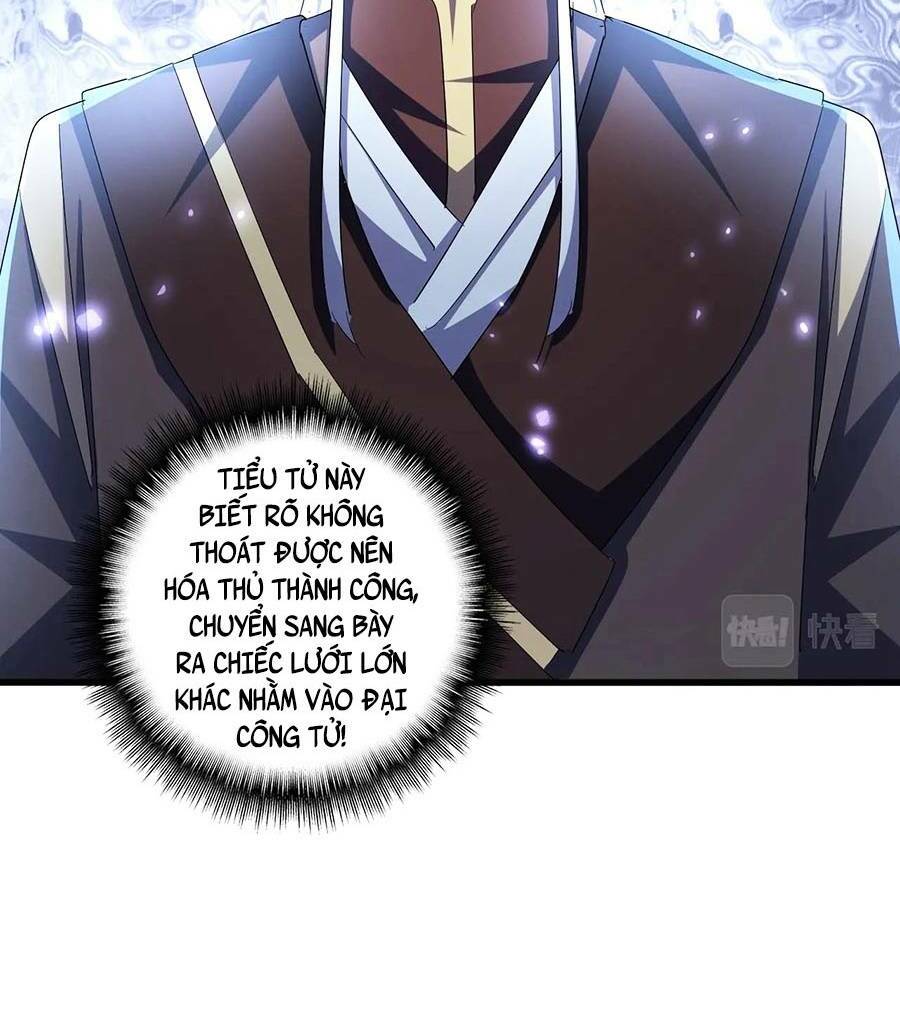 TIỂU TỬ NÀY
BIẾT RÕ KHÔNG
THOÁT ĐƯỢC NÊN
HÓA THỦ THÀNH CÔNG,
CHUYỂN SANG BÀY
RA CHIẾC LƯỚI LỚN
KHÁC NHẰM VÀO ĐẠI
CÔNG TỬ!
快看! 快看